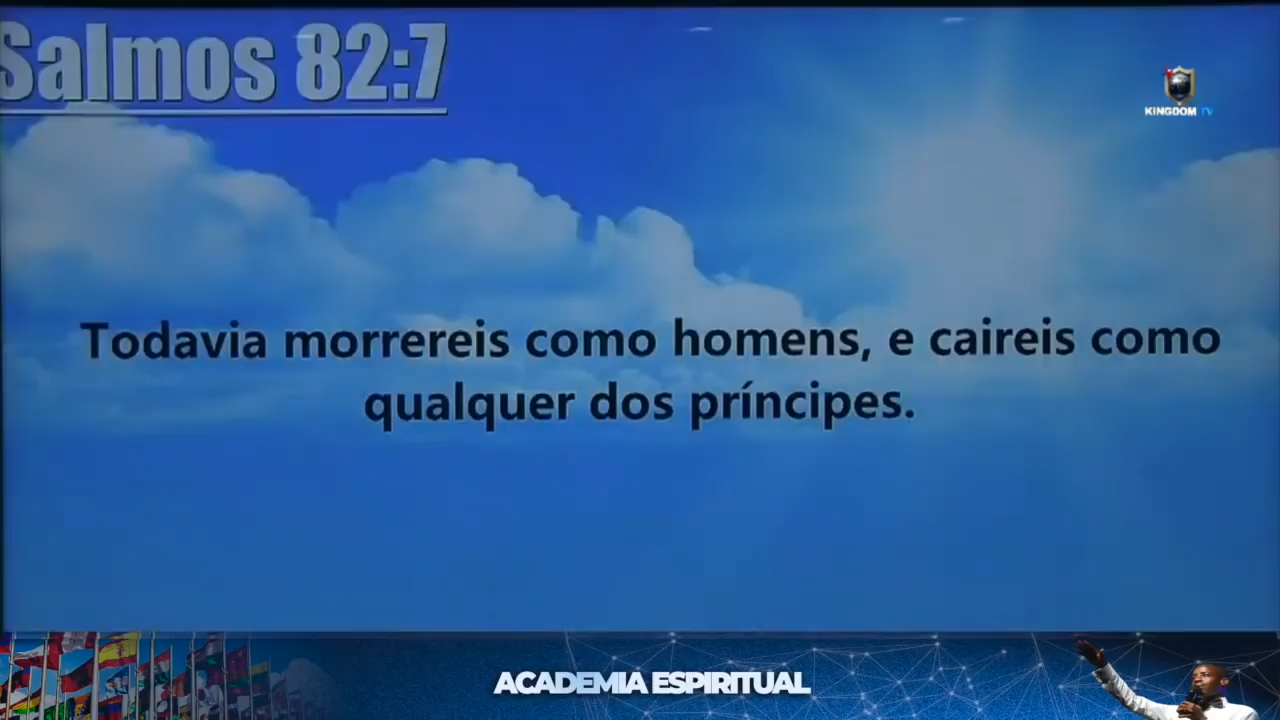 Salmos 82:7
KINGDOM TV
Todavia morrereis como homens, e caireis como
qualquer dos príncipes.
ACADEMIA ESPIRITUAL